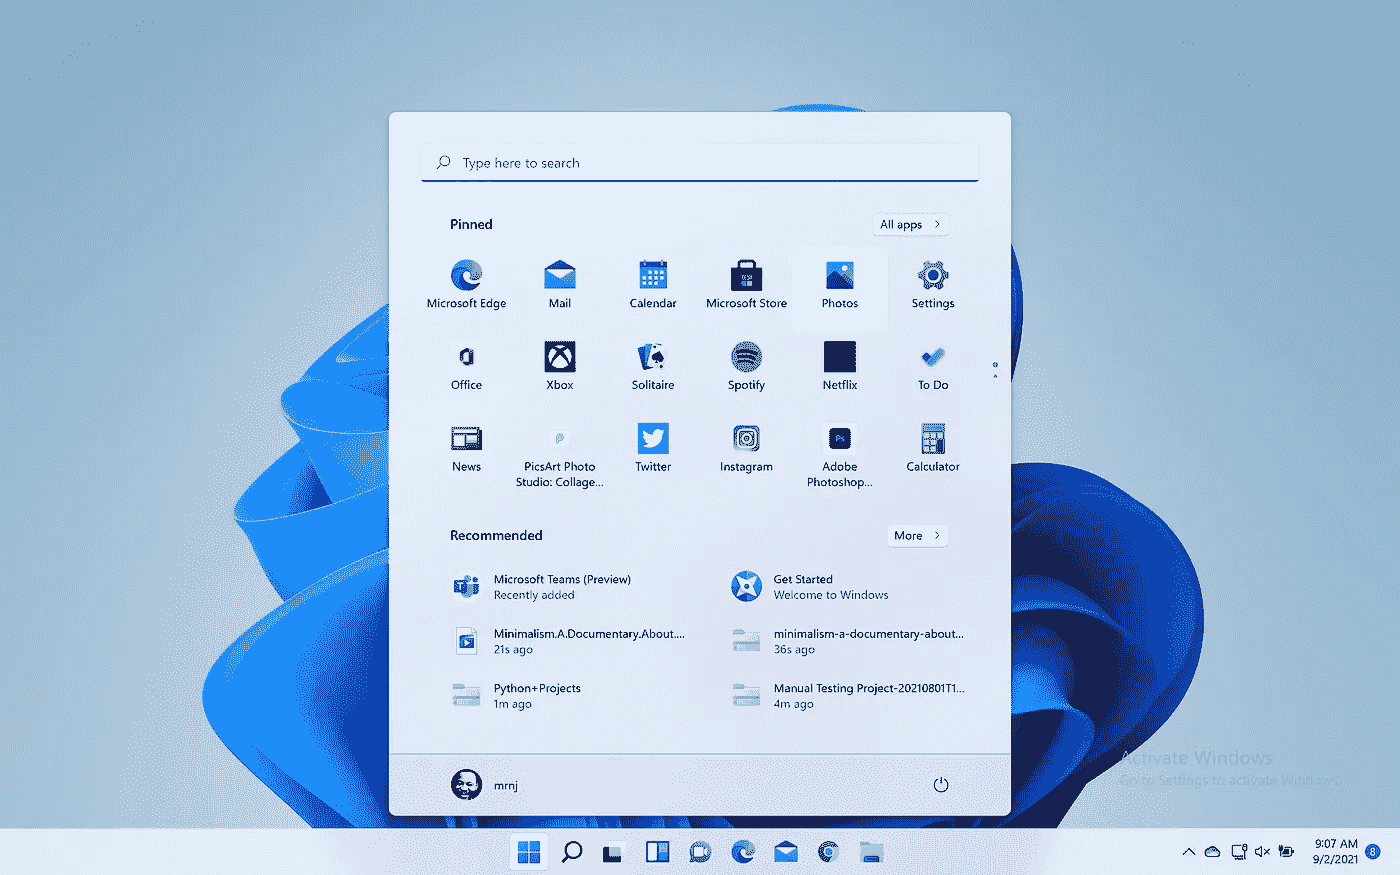 Type here to search
Pinned
All apps
Microsoft Edge
Mail
Calendar
Microsoft Store
Photos
Settings
Office
Xbox
Solitaire
Spotify
Netflix
To Do
News
PicsArt Photo
Studio: Collage...
Twitter
Instagram
Ps
Adobe
Photoshop...
Calculator
Recommended
More
Microsoft Teams (Preview)
Recently added
Get Started
Welcome to Windows
Minimalism.A.Documentary.About....
21s ago
minimalism-a-documentary-about...
36s ago
Python+Projects
1m ago
Manual Testing Project-20210801T1...
4m ago
Activate Windows
Go to Settings to activate Windows.
mrnj
9:07 AM
9/2/2021
8